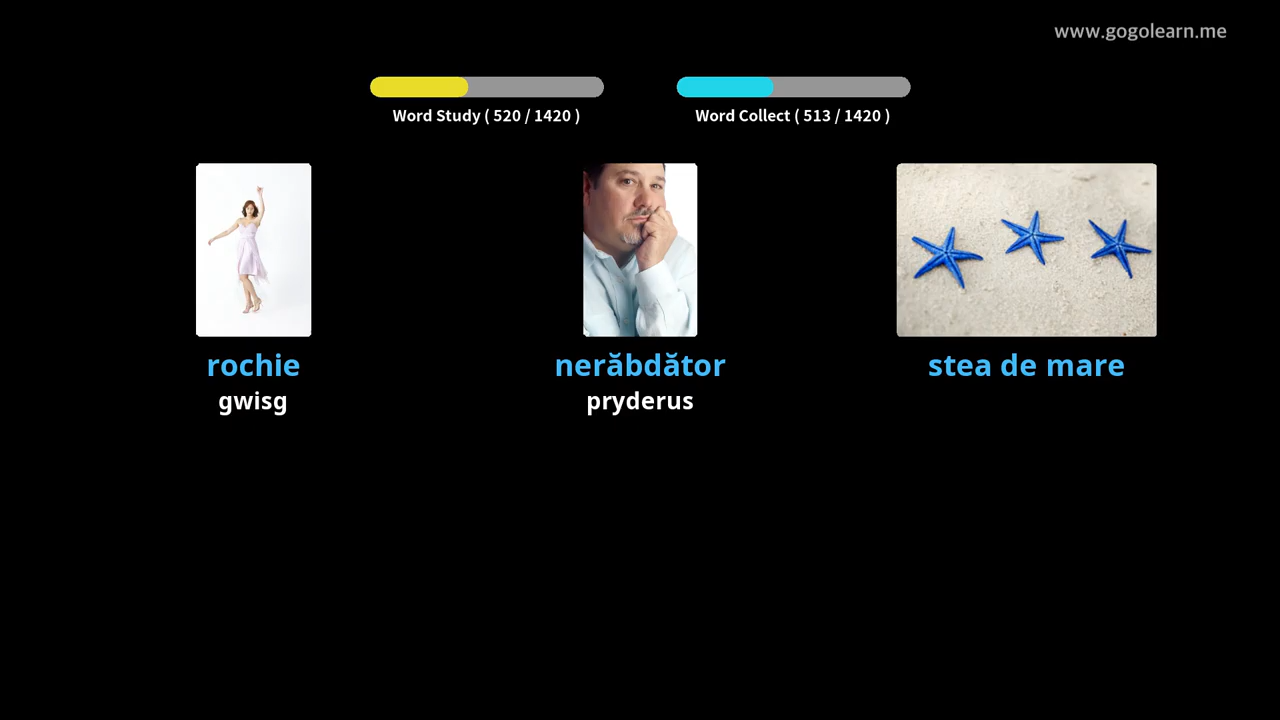 www.gogolearn.me
Word Study ( 520 / 1420 )
Word Collect ( 513 / 1420 )
rochie
gwisg
nerăbdător
pryderus
stea de mare